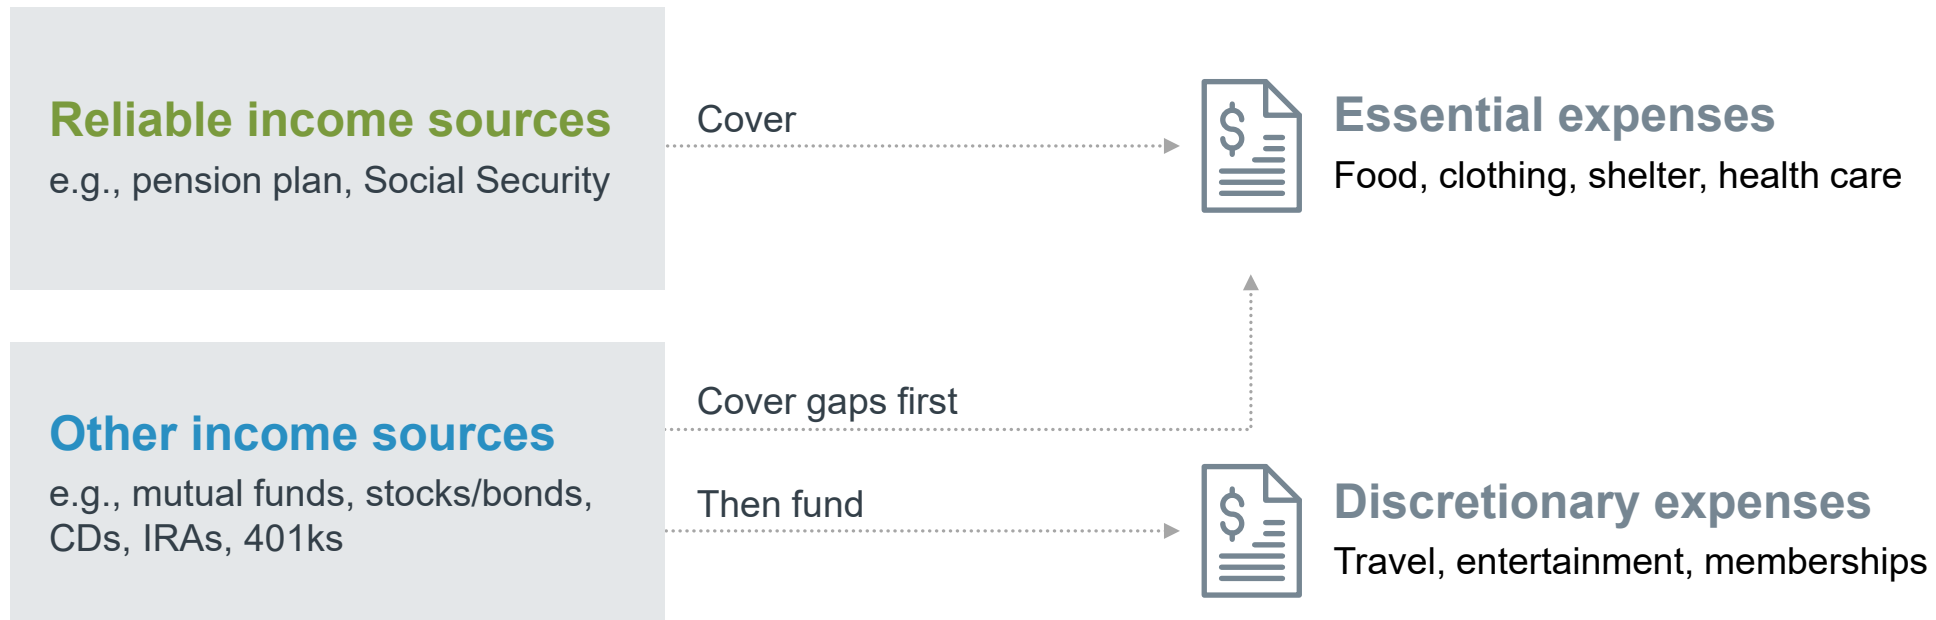 Reliable income sources
e.g., pension plan, Social Security
Cover
$
Essential expenses
Food, clothing, shelter, health care
Other income sources
e.g., mutual funds, stocks/bonds,
CDs, IRAs, 401ks
Cover gaps first
Then fund
$
Discretionary expenses
Travel, entertainment, memberships